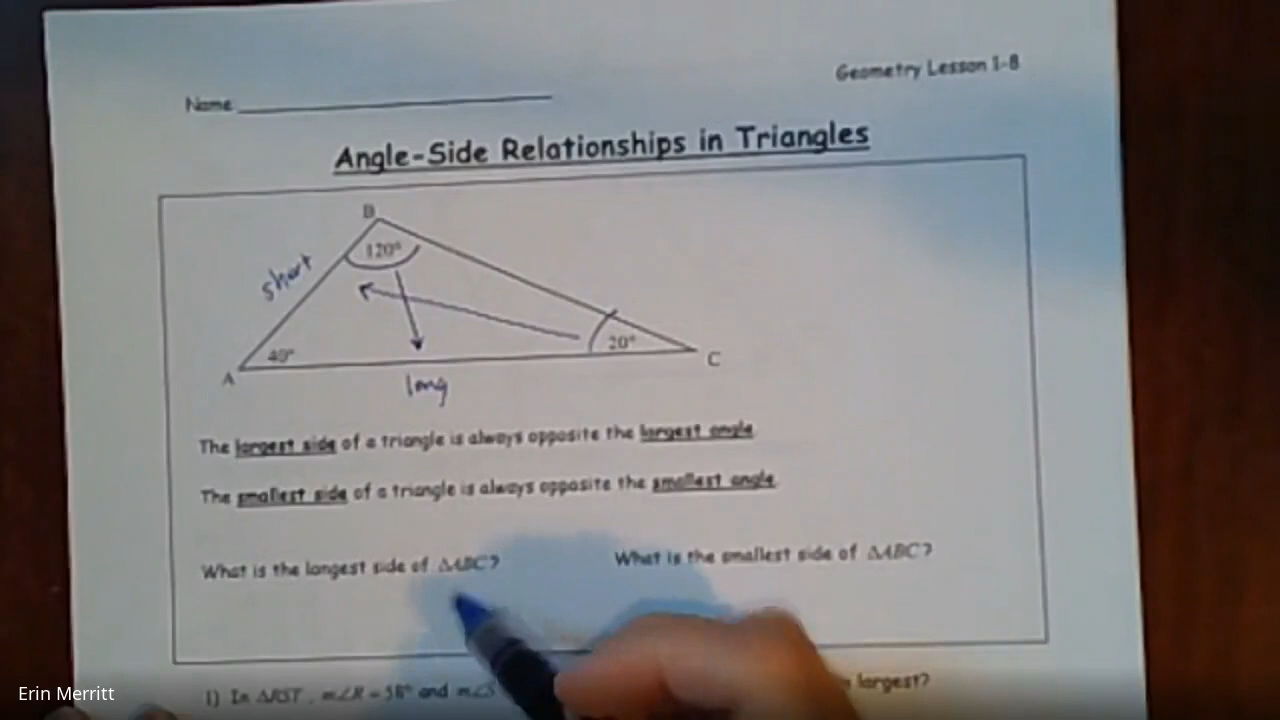 Geometry Lesson 1-8
Name
Angle-Side Relationships in Triangles
B
120°
short
40°
20°
A
C
long
The largest side of a triangle is always opposite the largest angle.
The smallest side of a triangle is always opposite the smallest angle.
What is the longest side of ΔABC?
What is the smallest side of ΔABC?
1) In ΔRST, m∠R = 58° and m∠S largest?
Erin Merritt